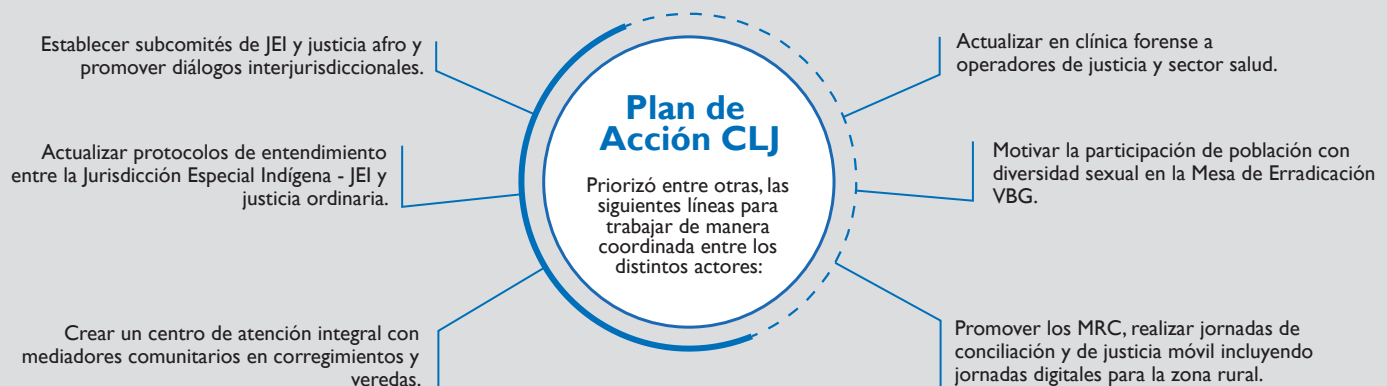 Plan de
Acción CLJ
Priorizó entre otras, las
siguientes líneas para
trabajar de manera
coordinada entre los
distintos actores:
Establecer subcomités de JEI y justicia afro y
promover diálogos interjurisdiccionales.
Actualizar protocolos de entendimiento
entre la Jurisdicción Especial Indígena - JEI y
justicia ordinaria.
Crear un centro de atención integral con
mediadores comunitarios en corregimientos y
veredas.
Actualizar en clínica forense a
operadores de justicia y sector salud.
Motivar la participación de población con
diversidad sexual en la Mesa de Erradicación
VBG.
Promover los MRC, realizar jornadas de
conciliación y de justicia móvil incluyendo
jornadas digitales para la zona rural.